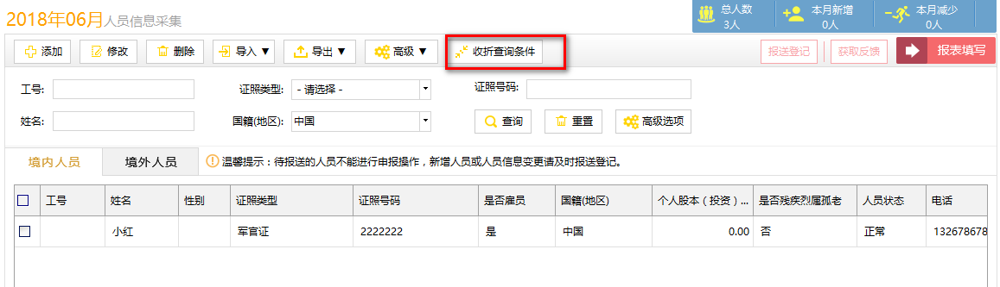 2018年06月人员信息采集
总人数 3人 本月新增 0人 本月减少 0人
添加 修改 删除 导入▼ 导出▼ 高级▼ 收折查询条件 报送登记 获取反馈 报表填写
工号: 证照类型: - 请选择 - 证照号码:
姓名: 国籍(地区): 中国 查询 重置 高级选项
境内人员 境外人员 温馨提示：待报送的人员不能进行申报操作，新增人员或人员信息变更请及时报送登记。
工号 姓名 性别 证照类型 证照号码 是否雇员 国籍(地区) 个人股本（投资）... 是否残疾烈属孤老 人员状态 电话
小红 军官证 2222222 是 中国 0.00 否 正常 132678678